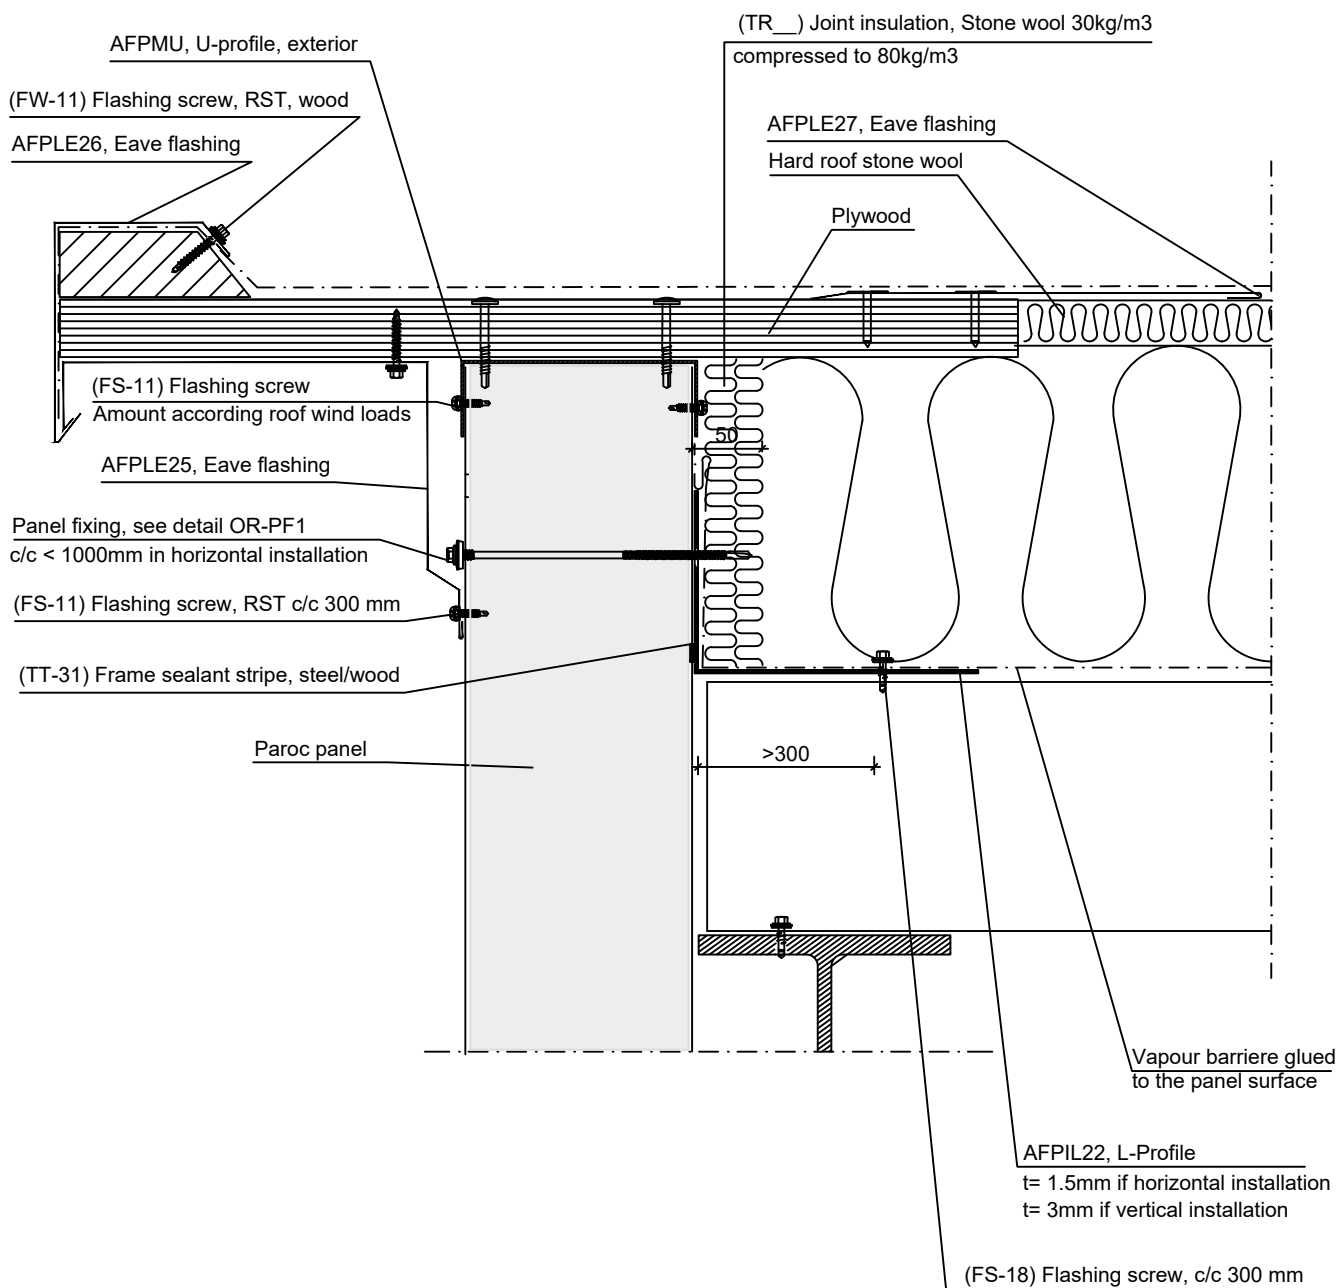 (TR__) Joint insulation, Stone wool 30kg/m3
compressed to 80kg/m3
AFPMU, U-profile, exterior
(FW-11) Flashing screw, RST, wood
AFPLE26, Eave flashing
AFPLE27, Eave flashing
Hard roof stone wool
Plywood
(FS-11) Flashing screw
Amount according roof wind loads
50
AFPLE25, Eave flashing
Panel fixing, see detail OR-PF1
c/c < 1000mm in horizontal installation
(FS-11) Flashing screw, RST c/c 300 mm
(TT-31) Frame sealant stripe, steel/wood
Paroc panel
>300
Vapour barriere glued
to the panel surface
AFPIL22, L-Profile
t= 1.5mm if horizontal installation
t= 3mm if vertical installation
(FS-18) Flashing screw, c/c 300 mm